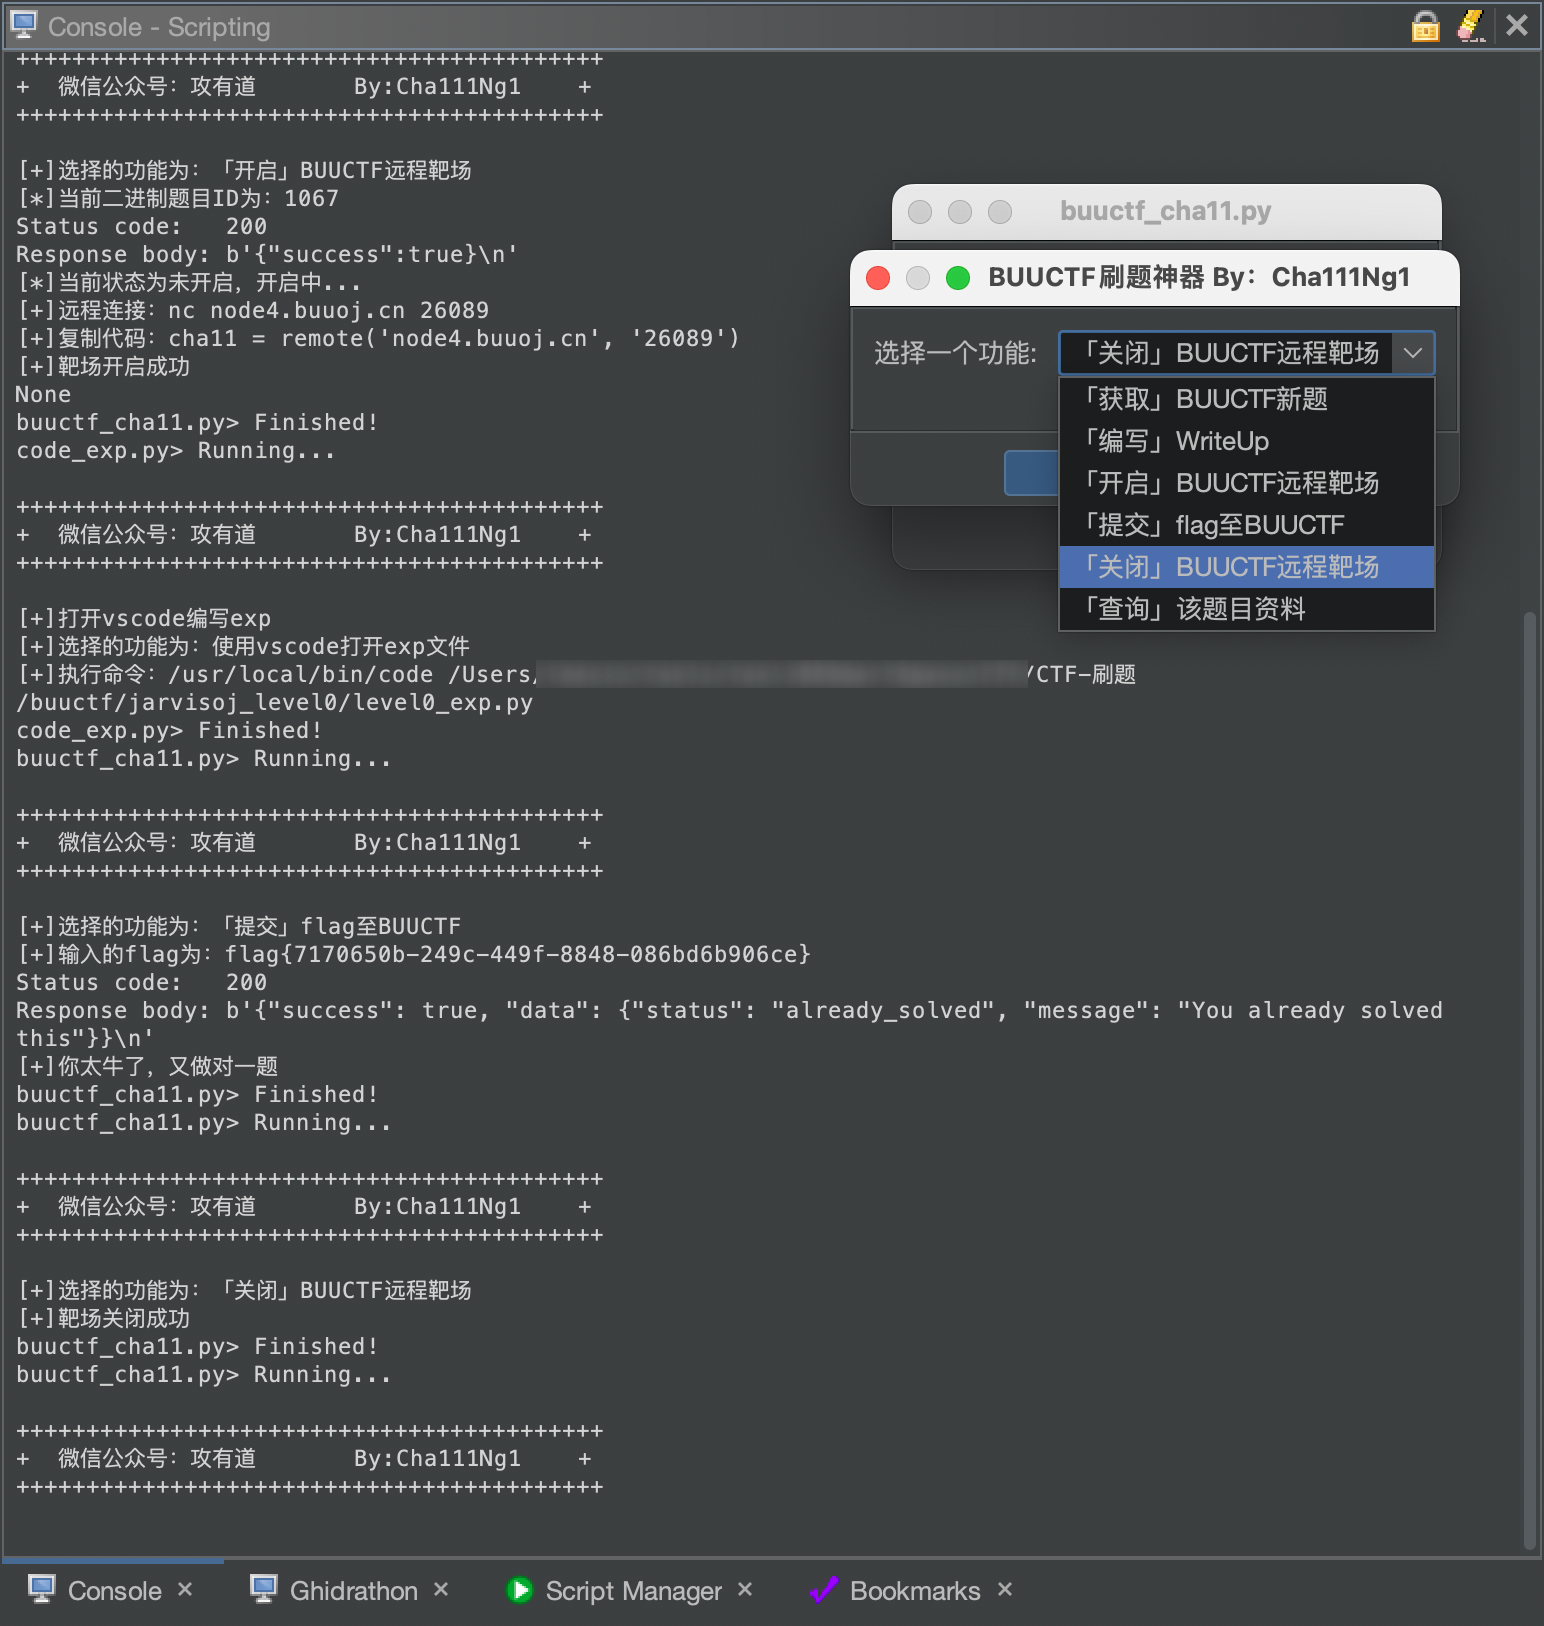 Console - Scripting
++++++++++++++++++++++++++++++++++++++++++
+ 微信公众号：攻有道 By:Cha111Ng1 +
++++++++++++++++++++++++++++++++++++++++++
[+]选择的功能为：「开启」BUUCTF远程靶场
[*]当前二进制题目ID为：1067
Status code: 200
Response body: b'{"success":true}\n'
[*]当前状态为未开启，开启中...
[+]远程连接：nc node4.buuoj.cn 26089
[+]复制代码：cha11 = remote('node4.buuoj.cn', '26089')
[+]靶场开启成功
None
buuctf_cha11.py> Finished!
code_exp.py> Running...
++++++++++++++++++++++++++++++++++++++++++
+ 微信公众号：攻有道 By:Cha111Ng1 +
++++++++++++++++++++++++++++++++++++++++++
[+]打开vscode编写exp
[+]选择的功能为：使用vscode打开exp文件
[+]执行命令：/usr/local/bin/code /Users/ /CTF-刷题
/buuctf/jarvisoj_level0/level0_exp.py
code_exp.py> Finished!
buuctf_cha11.py> Running...
++++++++++++++++++++++++++++++++++++++++++
+ 微信公众号：攻有道 By:Cha111Ng1 +
++++++++++++++++++++++++++++++++++++++++++
[+]选择的功能为：「提交」flag至BUUCTF
[+]输入的flag为：flag{7170650b-249c-449f-8848-086bd6b906ce}
Status code: 200
Response body: b'{"success": true, "data": {"status": "already_solved", "message": "You already solved
this"}}\n'
[+]你太牛了，又做对一题
buuctf_cha11.py> Finished!
buuctf_cha11.py> Running...
++++++++++++++++++++++++++++++++++++++++++
+ 微信公众号：攻有道 By:Cha111Ng1 +
++++++++++++++++++++++++++++++++++++++++++
[+]选择的功能为：「关闭」BUUCTF远程靶场
[+]靶场关闭成功
buuctf_cha11.py> Finished!
buuctf_cha11.py> Running...
++++++++++++++++++++++++++++++++++++++++++
+ 微信公众号：攻有道 By:Cha111Ng1 +
++++++++++++++++++++++++++++++++++++++++++
buuctf_cha11.py
BUUCTF刷题神器 By：Cha111Ng1
选择一个功能:
「关闭」BUUCTF远程靶场
「获取」BUUCTF新题
「编写」WriteUp
「开启」BUUCTF远程靶场
「提交」flag至BUUCTF
「关闭」BUUCTF远程靶场
「查询」该题目资料
Console
Ghidrathon
Script Manager
Bookmarks